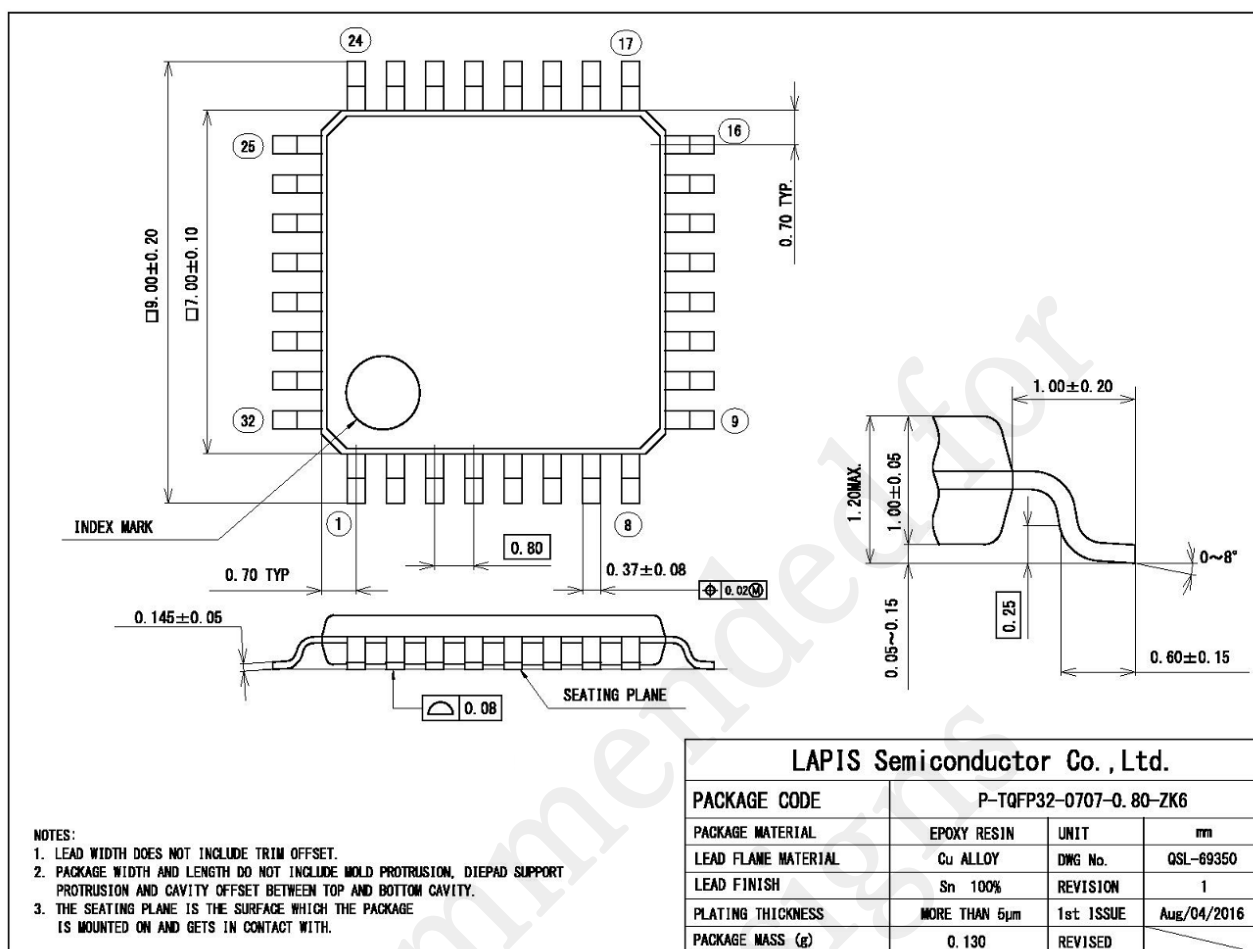 24
17
25
16
0.70 TYP.
□9.00±0.20
□7.00±0.10
32
9
INDEX MARK
1
8
0.80
0.70 TYP
0.37±0.08
⌖ 0.02Ⓜ
0.145±0.05
SEATING PLANE
⌓ 0.08
1.00±0.20
1.20MAX.
1.00±0.05
0~8°
0.25
0.05~0.15
0.60±0.15
NOTES:
1. LEAD WIDTH DOES NOT INCLUDE TRIM OFFSET.
2. PACKAGE WIDTH AND LENGTH DO NOT INCLUDE MOLD PROTRUSION, DIEPAD SUPPORT
PROTRUSION AND CAVITY OFFSET BETWEEN TOP AND BOTTOM CAVITY.
3. THE SEATING PLANE IS THE SURFACE WHICH THE PACKAGE
IS MOUNTED ON AND GETS IN CONTACT WITH.
LAPIS Semiconductor Co.,Ltd.
PACKAGE CODE P-TQFP32-0707-0.80-ZK6
PACKAGE MATERIAL EPOXY RESIN UNIT mm
LEAD FLAME MATERIAL Cu ALLOY DWG No. QSL-69350
LEAD FINISH Sn 100% REVISION 1
PLATING THICKNESS MORE THAN 5µm 1st ISSUE Aug/04/2016
PACKAGE MASS (g) 0.130 REVISED
mmended for
igns